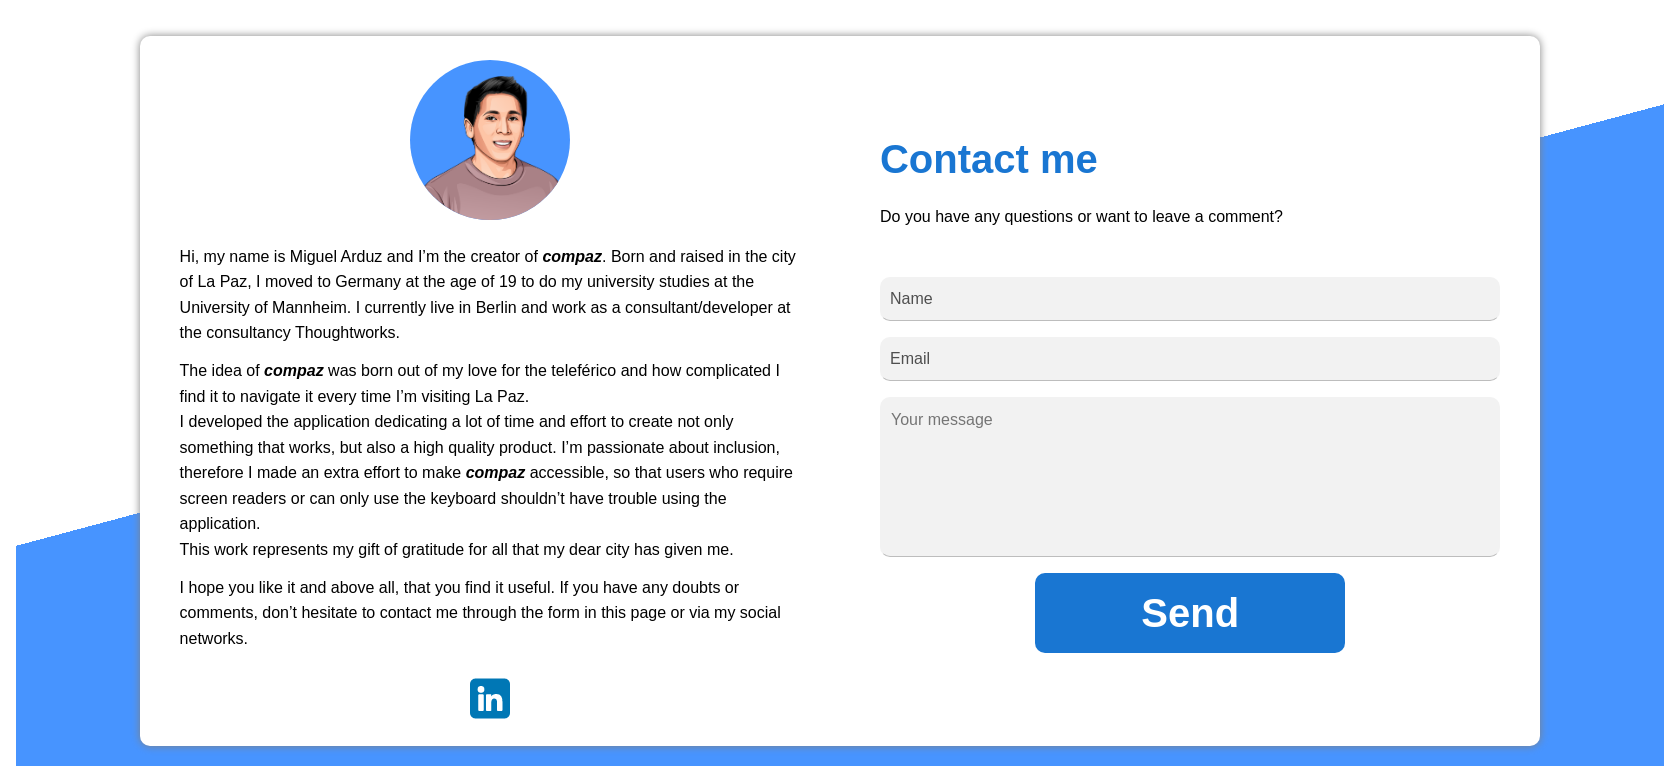 Hi, my name is Miguel Arduz and I’m the creator of compaz. Born and raised in the city
of La Paz, I moved to Germany at the age of 19 to do my university studies at the
University of Mannheim. I currently live in Berlin and work as a consultant/developer at
the consultancy Thoughtworks.
The idea of compaz was born out of my love for the teleférico and how complicated I
find it to navigate it every time I’m visiting La Paz.
I developed the application dedicating a lot of time and effort to create not only
something that works, but also a high quality product. I’m passionate about inclusion,
therefore I made an extra effort to make compaz accessible, so that users who require
screen readers or can only use the keyboard shouldn’t have trouble using the
application.
This work represents my gift of gratitude for all that my dear city has given me.
I hope you like it and above all, that you find it useful. If you have any doubts or
comments, don’t hesitate to contact me through the form in this page or via my social
networks.
in
Contact me
Do you have any questions or want to leave a comment?
Name
Email
Your message
Send